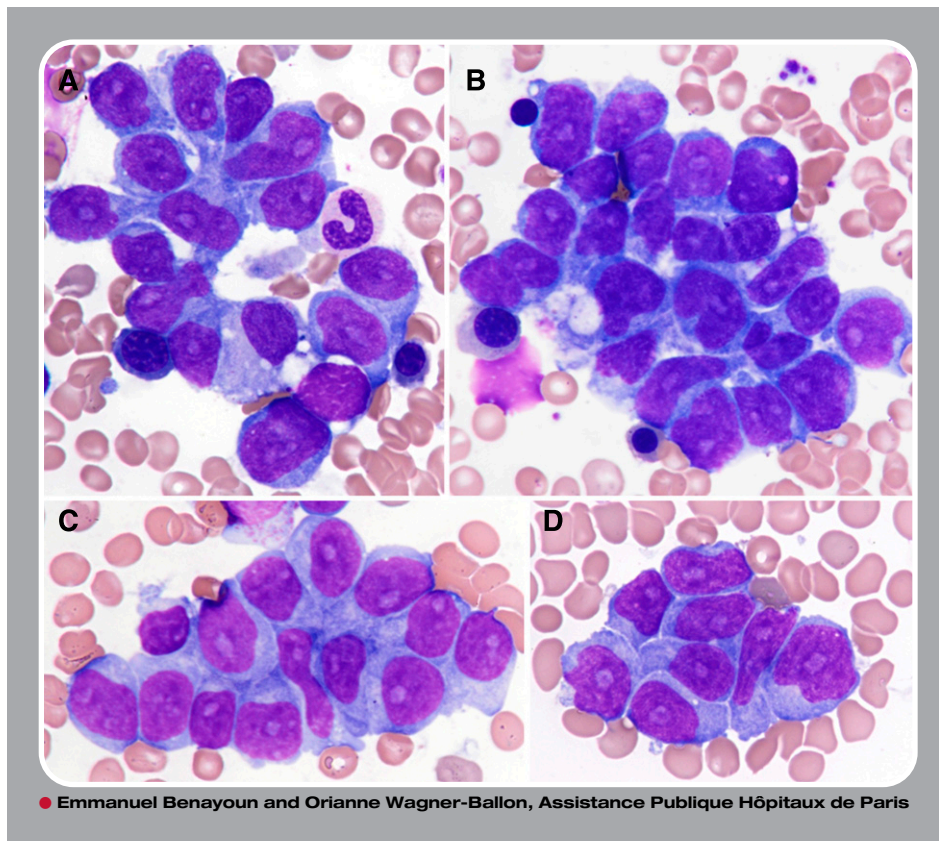 A
B
C
D
Emmanuel Benayoun and Orianne Wagner-Ballon, Assistance Publique Hôpitaux de Paris